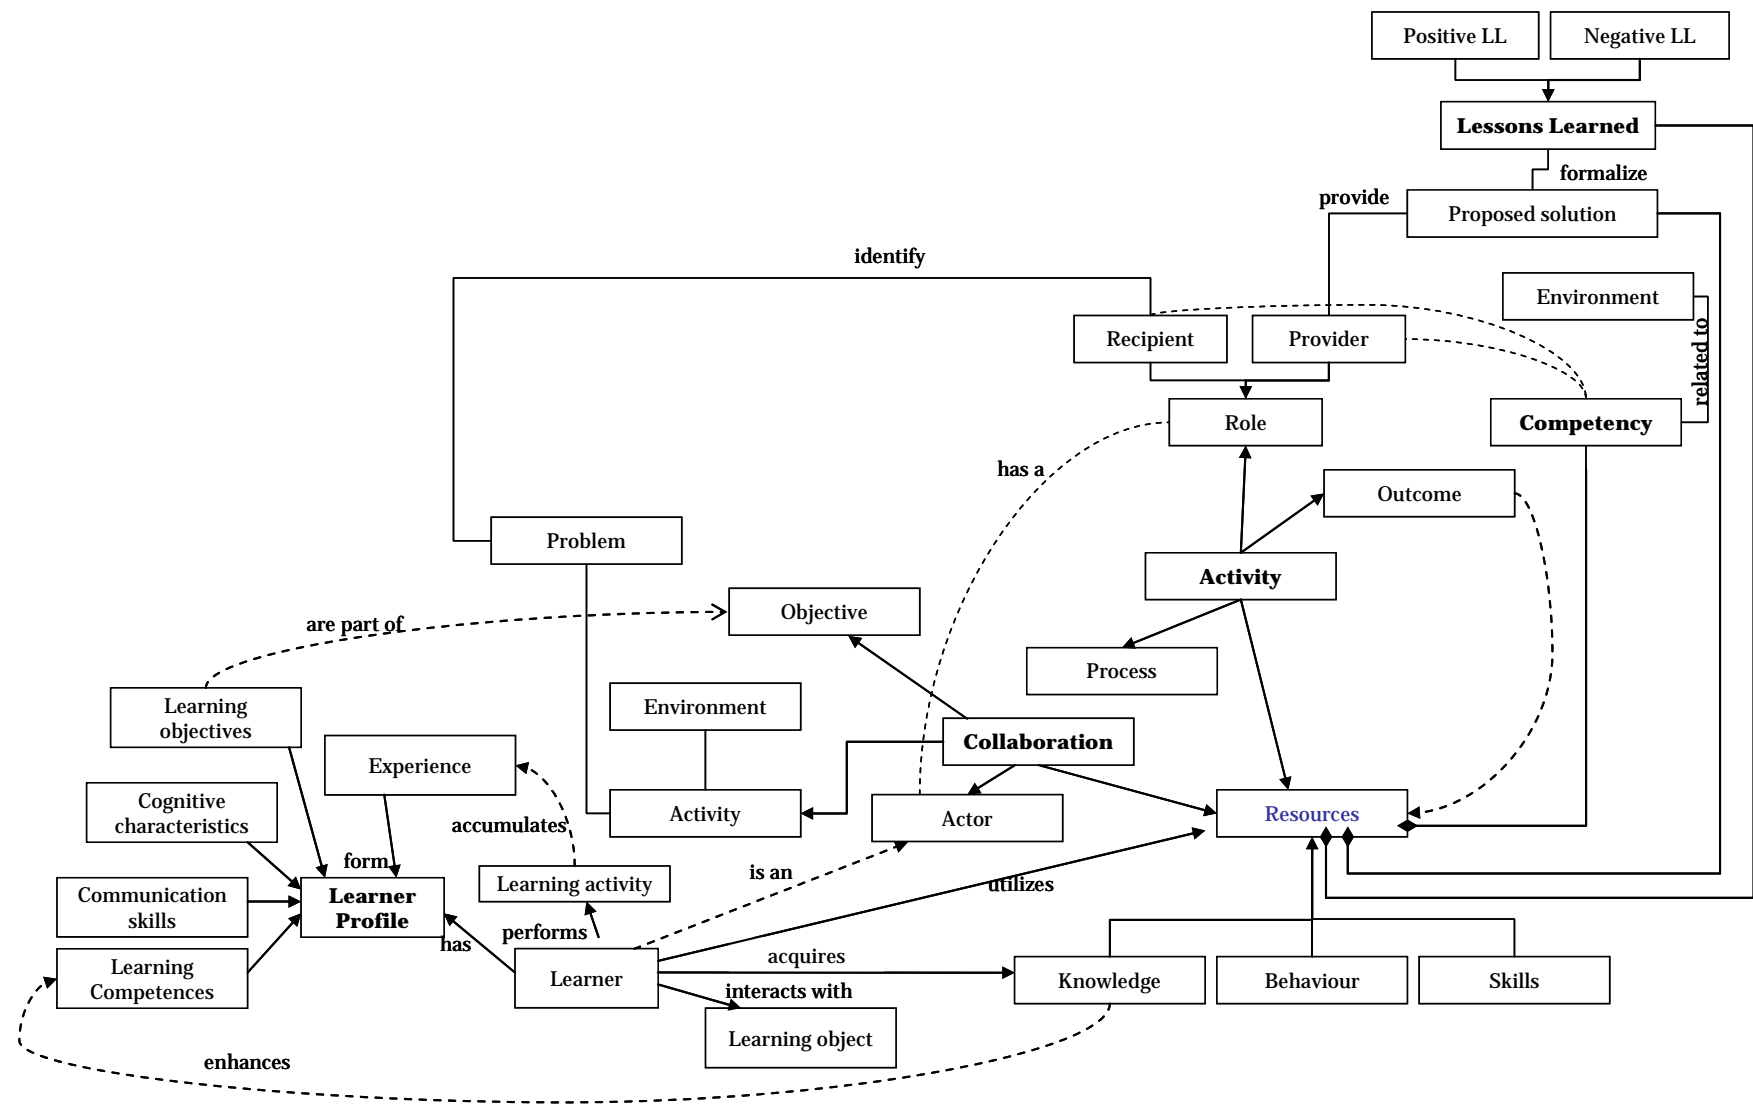 Positive LL
Negative LL
Lessons Learned
formalize
provide
Proposed solution
identify
Environment
related to
Recipient
Provider
Role
Competency
has a
Outcome
Problem
Activity
Objective
are part of
Process
Learning
objectives
Environment
Experience
Collaboration
Cognitive
characteristics
Activity
Actor
Resources
accumulates
form
is an
utilizes
Learning activity
Communication
skills
Learner
Profile
has
performs
Learning
Competences
Learner
acquires
interacts with
Knowledge
Behaviour
Skills
Learning object
enhances